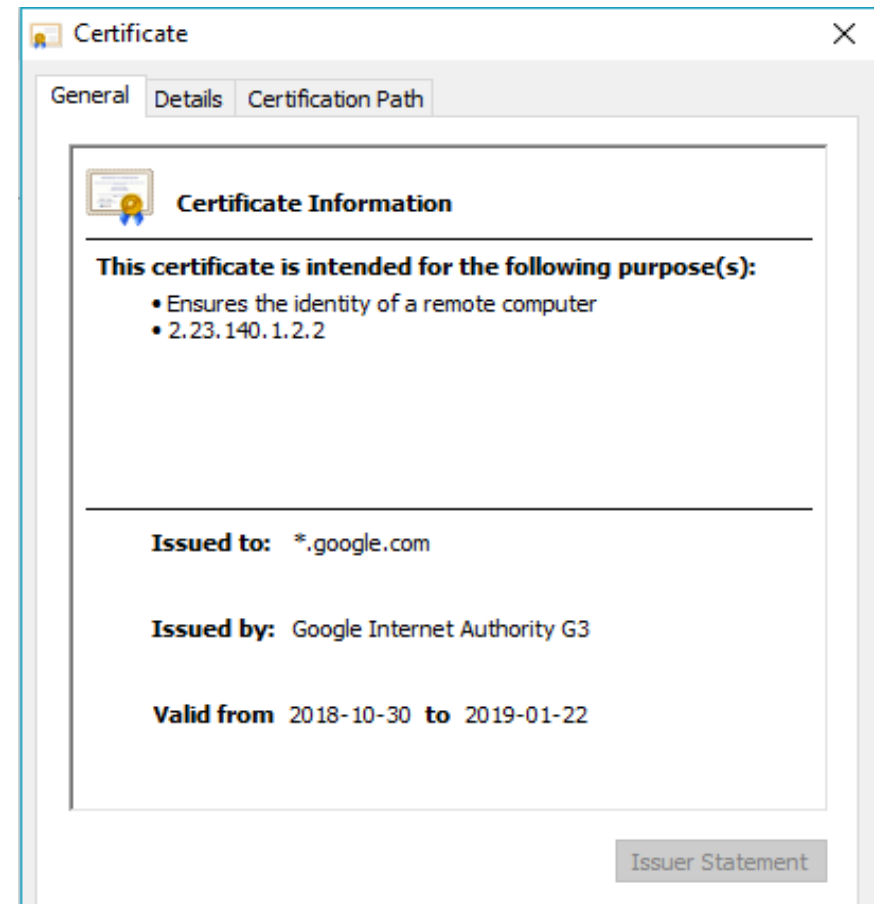 Certificate
General Details Certification Path
Certificate Information
This certificate is intended for the following purpose(s):
• Ensures the identity of a remote computer
• 2.23.140.1.2.2
Issued to: *.google.com
Issued by: Google Internet Authority G3
Valid from 2018-10-30 to 2019-01-22
Issuer Statement